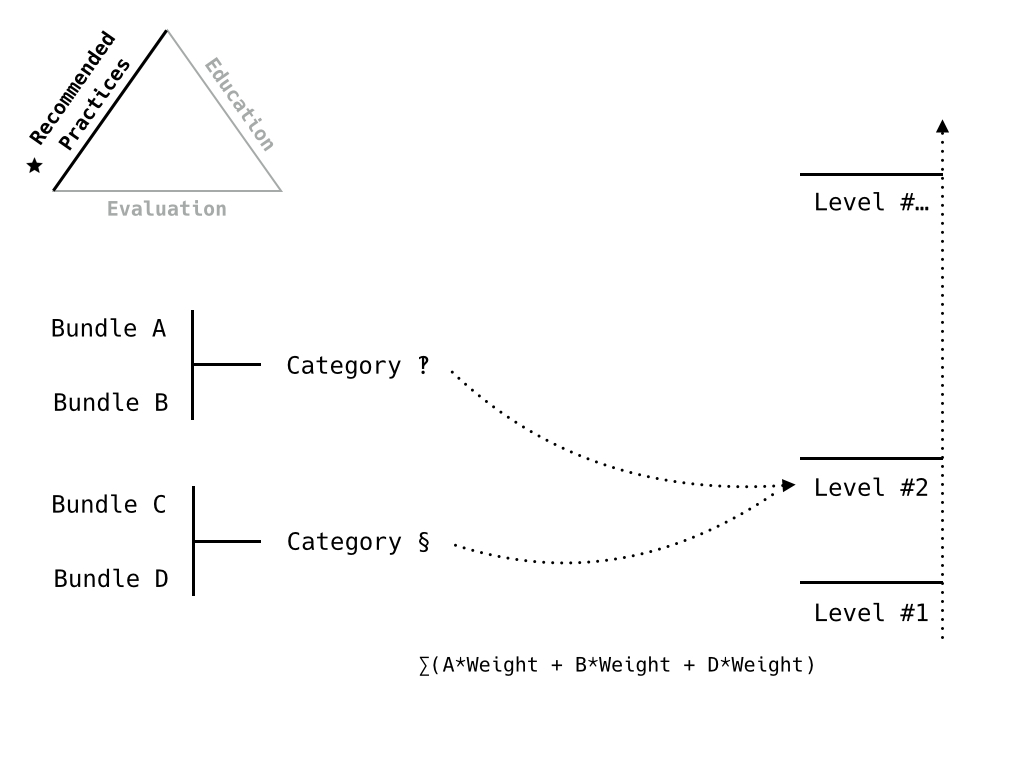 Recommended
Practices
★
Education
Evaluation
Level #…
Bundle A
Category ‽
Bundle B
Level #2
Bundle C
Category §
Bundle D
Level #1
∑(A*Weight + B*Weight + D*Weight)